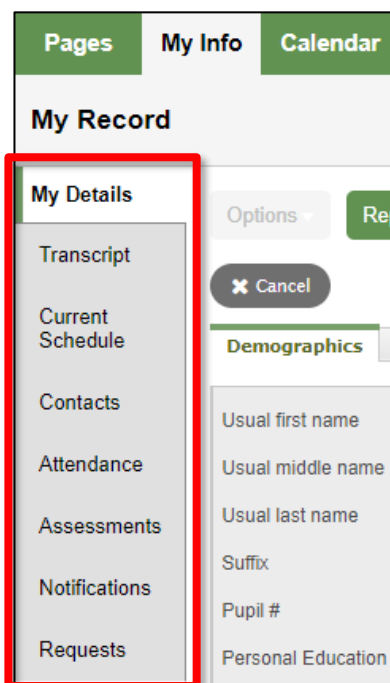 Pages My Info Calendar
My Record
My Details
Transcript
Current
Schedule
Contacts
Attendance
Assessments
Notifications
Requests
Options
✖ Cancel
Demographics
Usual first name
Usual middle name
Usual last name
Suffix
Pupil #
Personal Education